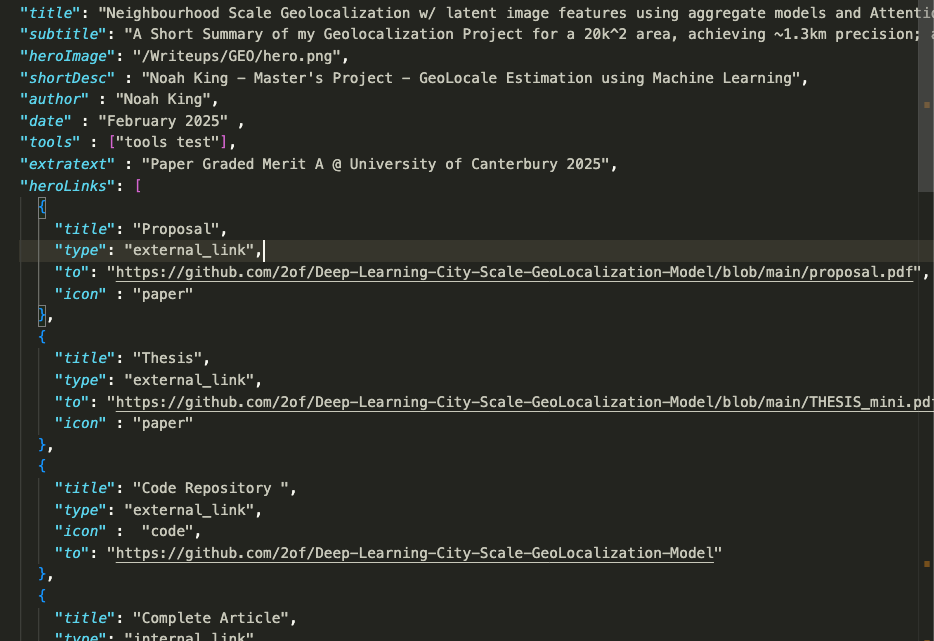 "title": "Neighbourhood Scale Geolocalization w/ latent image features using aggregate models and
"subtitle": "A Short Summary of my Geolocalization Project for a 20k^2 area, achieving ~1.3km precision;
"heroImage": "/Writeups/GEO/hero.png",
"shortDesc" : "Noah King - Master's Project - GeoLocale Estimation using Machine Learning",
"author" : "Noah King",
"date" : "February 2025" ,
"tools" : ["tools test"],
"extratext" : "Paper Graded Merit A @ University of Canterbury 2025",
"heroLinks": [
{
"title": "Proposal",
"type": "external_link",
"to": "https://github.com/2of/Deep-Learning-City-Scale-GeoLocalization-Model/blob/main/proposal.pdf",
"icon" : "paper"
},
{
"title": "Thesis",
"type": "external_link",
"to": "https://github.com/2of/Deep-Learning-City-Scale-GeoLocalization-Model/blob/main/THESIS_mini.pd
"icon" : "paper"
},
{
"title": "Code Repository ",
"type": "external_link",
"icon" :  "code",
"to": "https://github.com/2of/Deep-Learning-City-Scale-GeoLocalization-Model"
},
{
"title": "Complete Article",
"type": "internal_link"